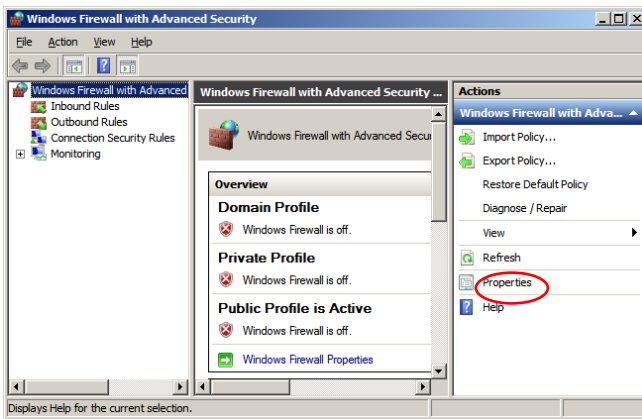 Windows Firewall with Advanced Security
File Action View Help
Windows Firewall with Advanced
Inbound Rules
Outbound Rules
Connection Security Rules
Monitoring
Windows Firewall with Advanced Security ...
Windows Firewall with Advanced Secu
Overview
Domain Profile
Windows Firewall is off.
Private Profile
Windows Firewall is off.
Public Profile is Active
Windows Firewall is off.
Windows Firewall Properties
Actions
Windows Firewall with Adva...
Import Policy...
Export Policy...
Restore Default Policy
Diagnose / Repair
View
Refresh
Properties
Help
Displays Help for the current selection.